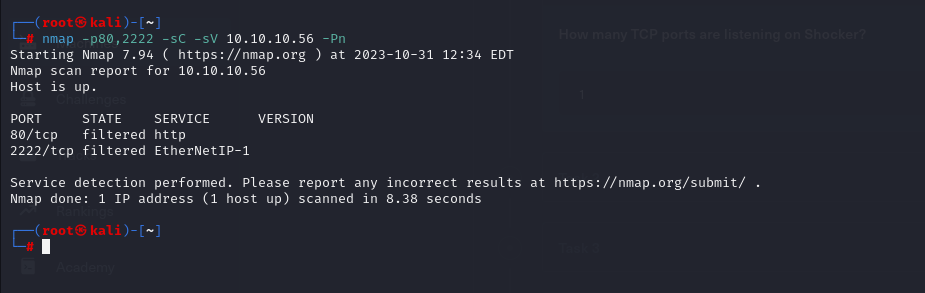 ┌──(root㉿kali)-[~]
└─# nmap -p80,2222 -sC -sV 10.10.10.56 -Pn
How many TCP ports are listening on Shocker?
Starting Nmap 7.94 ( https://nmap.org ) at 2023-10-31 12:34 EDT
Nmap scan report for 10.10.10.56
Host is up.
Challenges
PORT     STATE    SERVICE      VERSION
80/tcp   filtered http
2222/tcp filtered EtherNetIP-1
Service detection performed. Please report any incorrect results at https://nmap.org/submit/ .
Nmap done: 1 IP address (1 host up) scanned in 8.38 seconds
Rankings
┌──(root㉿kali)-[~]
└─#
Academy